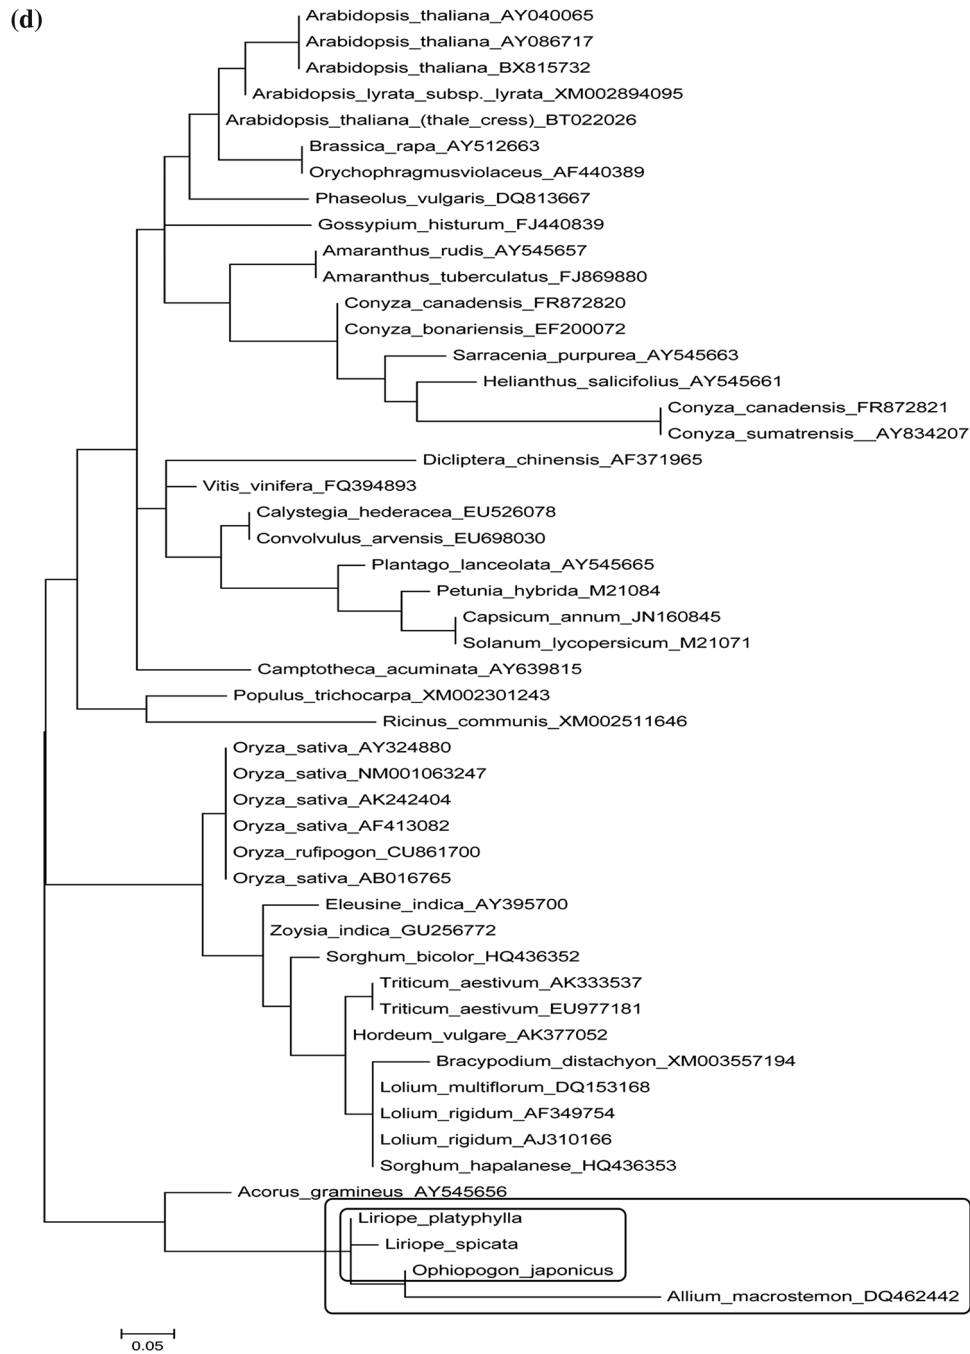 (d)
Arabidopsis_thaliana_AY040065
Arabidopsis_thaliana_AY086717
Arabidopsis_thaliana_BX815732
Arabidopsis_lyrata_subsp._lyrata_XM002894095
Arabidopsis_thaliana_(thale_cress)_BT022026
Brassica_rapa_AY512663
Orychophragmusviolaceus_AF440389
Phaseolus_vulgaris_DQ813667
Gossypium_histurum_FJ440839
Amaranthus_rudis_AY545657
Amaranthus_tuberculatus_FJ869880
Conyza_canadensis_FR872820
Conyza_bonariensis_EF200072
Sarracenia_purpurea_AY545663
Helianthus_salicifolius_AY545661
Conyza_canadensis_FR872821
Conyza_sumatrensis__AY834207
Dicliptera_chinensis_AF371965
Vitis_vinifera_FQ394893
Calystegia_hederacea_EU526078
Convolvulus_arvensis_EU698030
Plantago_lanceolata_AY545665
Petunia_hybrida_M21084
Capsicum_annum_JN160845
Solanum_lycopersicum_M21071
Camptotheca_acuminata_AY639815
Populus_trichocarpa_XM002301243
Ricinus_communis_XM002511646
Oryza_sativa_AY324880
Oryza_sativa_NM001063247
Oryza_sativa_AK242404
Oryza_sativa_AF413082
Oryza_rufipogon_CU861700
Oryza_sativa_AB016765
Eleusine_indica_AY395700
Zoysia_indica_GU256772
Sorghum_bicolor_HQ436352
Triticum_aestivum_AK333537
Triticum_aestivum_EU977181
Hordeum_vulgare_AK377052
Bracypodium_distachyon_XM003557194
Lolium_multiflorum_DQ153168
Lolium_rigidum_AF349754
Lolium_rigidum_AJ310166
Sorghum_hapalanese_HQ436353
Acorus_gramineus_AY545656
Liriope_platyphylla
Liriope_spicata
Ophiopogon_japonicus
Allium_macrostemon_DQ462442
0.05